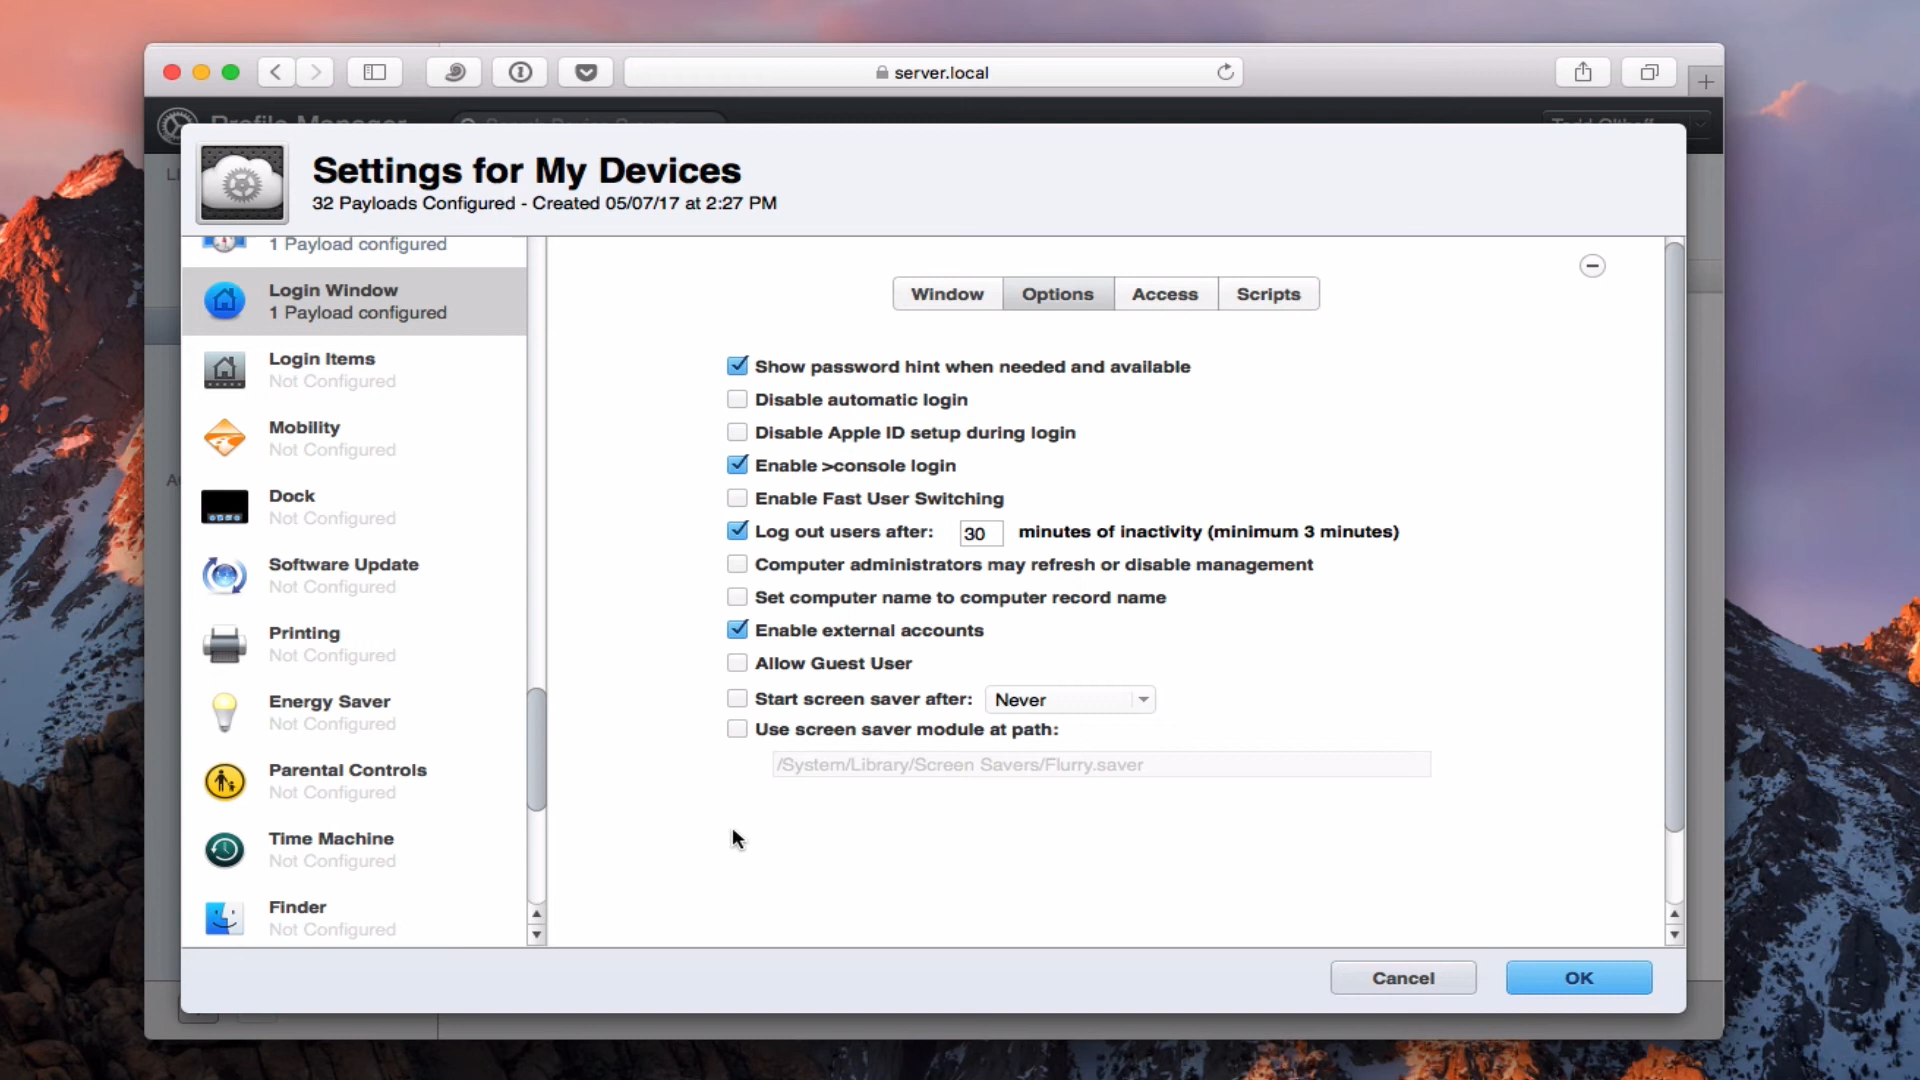 server.local
Profile Manager
Settings for My Devices
32 Payloads Configured - Created 05/07/17 at 2:27 PM
1 Payload configured
Login Window
1 Payload configured
Login Items
Not Configured
Mobility
Not Configured
Dock
Not Configured
Software Update
Not Configured
Printing
Not Configured
Energy Saver
Not Configured
Parental Controls
Not Configured
Time Machine
Not Configured
Finder
Not Configured
Window
Options
Access
Scripts
Show password hint when needed and available
Disable automatic login
Disable Apple ID setup during login
Enable >console login
Enable Fast User Switching
Log out users after: 30 minutes of inactivity (minimum 3 minutes)
Computer administrators may refresh or disable management
Set computer name to computer record name
Enable external accounts
Allow Guest User
Start screen saver after: Never
Use screen saver module at path:
/System/Library/Screen Savers/Flurry.saver
Cancel
OK